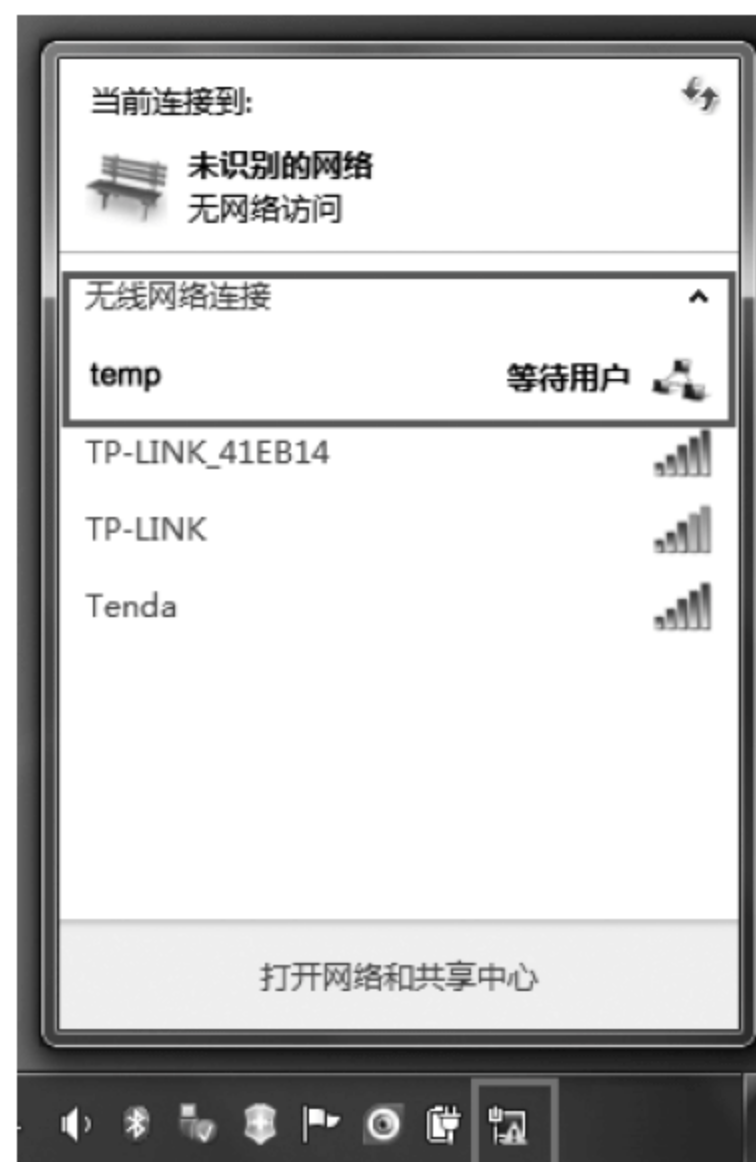 当前连接到:
未识别的网络
无网络访问
无线网络连接
temp 等待用户
TP-LINK_41EB14
TP-LINK
Tenda
打开网络和共享中心